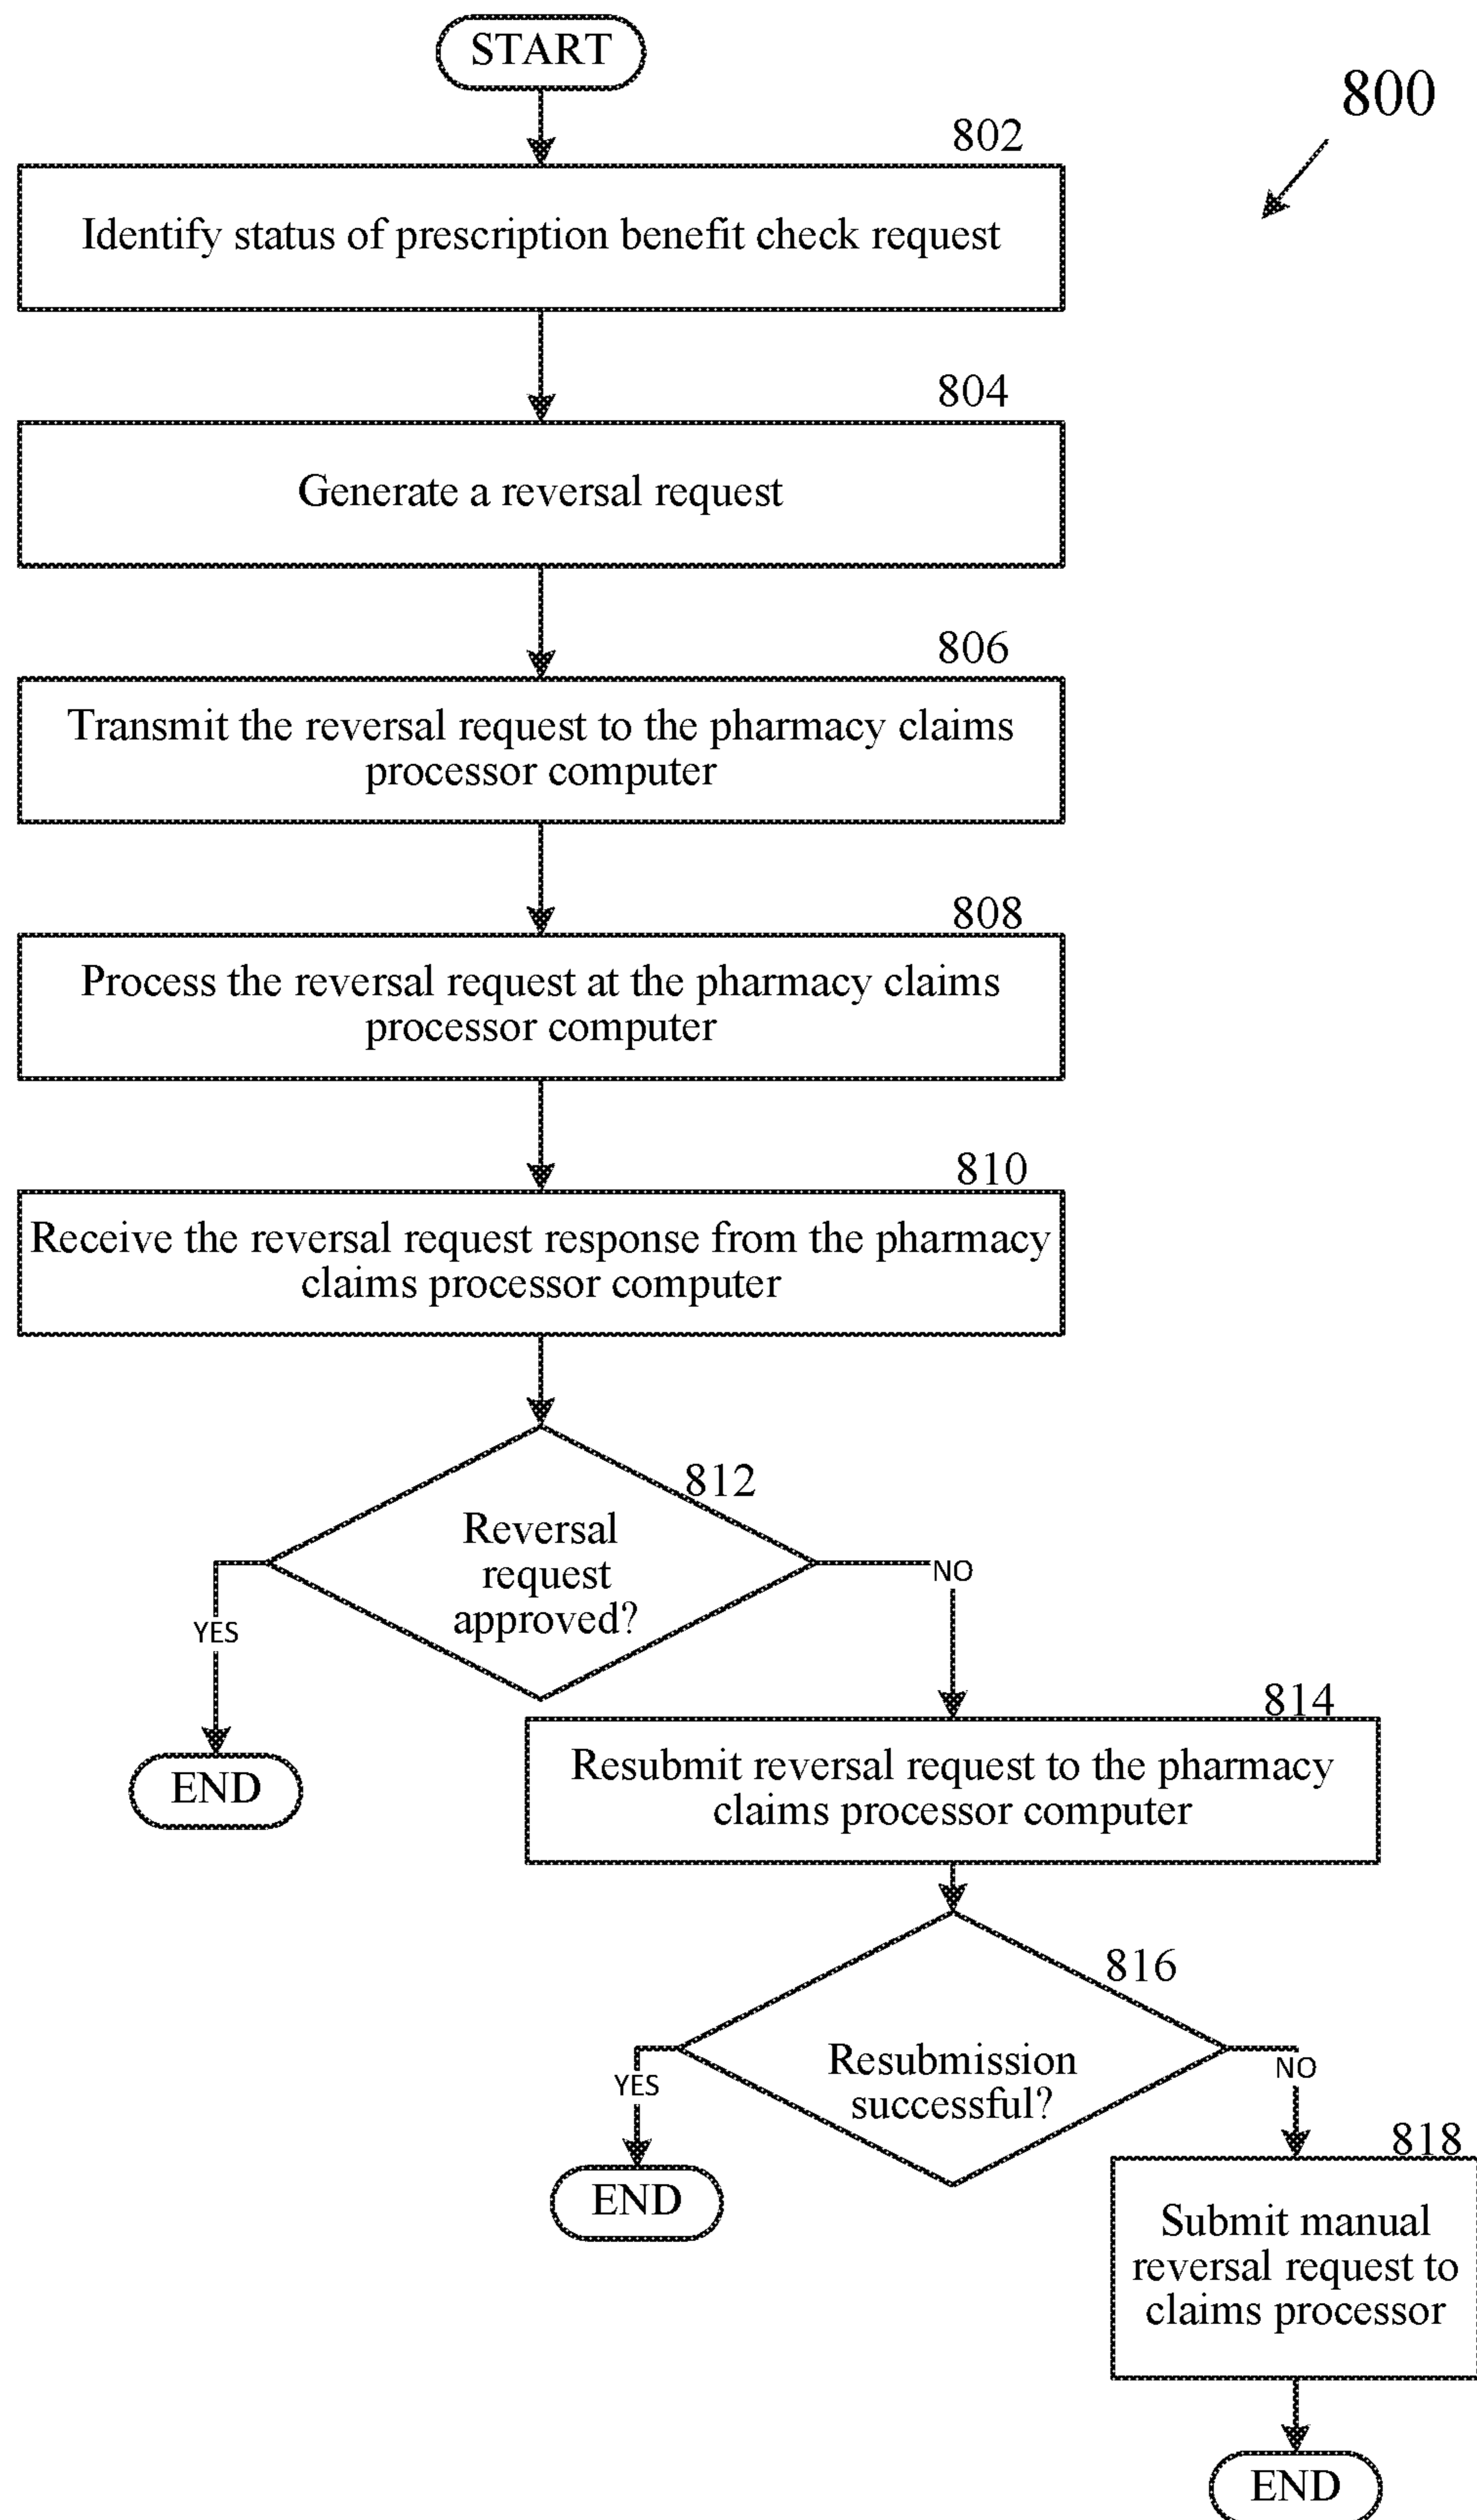 START
800
802
Identify status of prescription benefit check request
804
Generate a reversal request
806
Transmit the reversal request to the pharmacy claims
processor computer
808
Process the reversal request at the pharmacy claims
processor computer
810
Receive the reversal request response from the pharmacy
claims processor computer
812
Reversal
request
approved?
YES
NO
END
814
Resubmit reversal request to the pharmacy
claims processor computer
816
Resubmission
successful?
YES
NO
END
818
Submit manual
reversal request to
claims processor
END